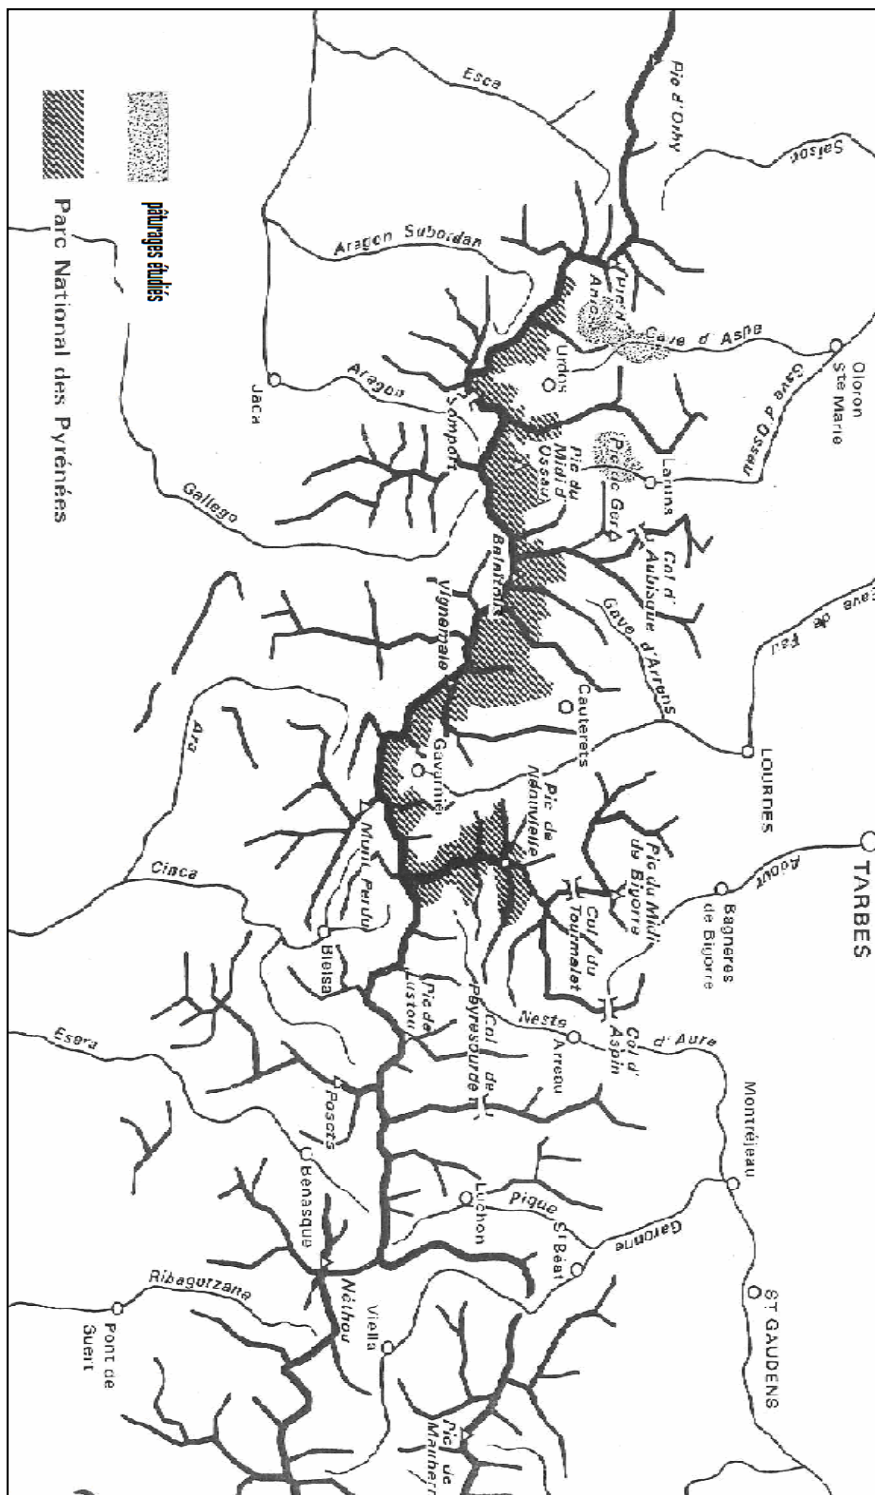 Pic d'Orhy
Saison
Esca
Aragon Subordan
Pic d'
Anie
Gave d'Aspe
Oloron
Ste Marie
Gave d'Ossau
Urdos
Jaca
Aragon
Somport
Laruns
Pic de Ger
Pic du
Midi d'
Ossau
Col d'
Aubisque
Gallego
Balaïtous
Vignemale
Gave d'Arrens
Cauterets
LOURDES
Ara
Gavarnie
Pic de
Néouvielle
Mont Perdu
Pic du Midi
de Bigorre
Col du
Tourmalet
TARBES
Adour
Bagnères
de Bigorre
Cinca
Bielsa
Pic de
Lustou
Col de
Peyresourde
Neste
d'Aure
Arreau
Col d'
Aspin
Esera
Posets
Montréjeau
Benasque
Luchon
Pique
St Béat
Garonne
Ribagorzana
Néthou
Viella
ST GAUDENS
Pont de
Suert
Pic de
pâturages étudiés
Parc National des Pyrénées